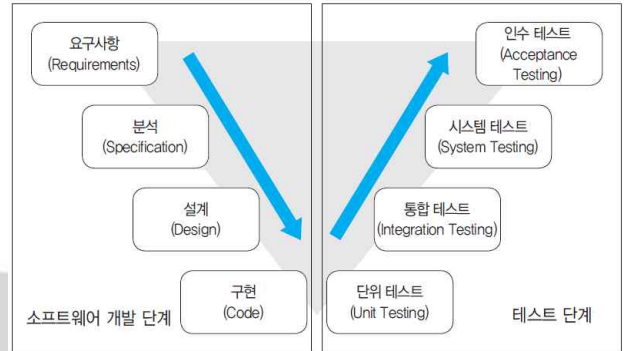 요구사항
(Requirements)
분석
(Specification)
설계
(Design)
구현
(Code)
소프트웨어 개발 단계
인수 테스트
(Acceptance
Testing)
시스템 테스트
(System Testing)
통합 테스트
(Integration Testing)
단위 테스트
(Unit Testing)
테스트 단계